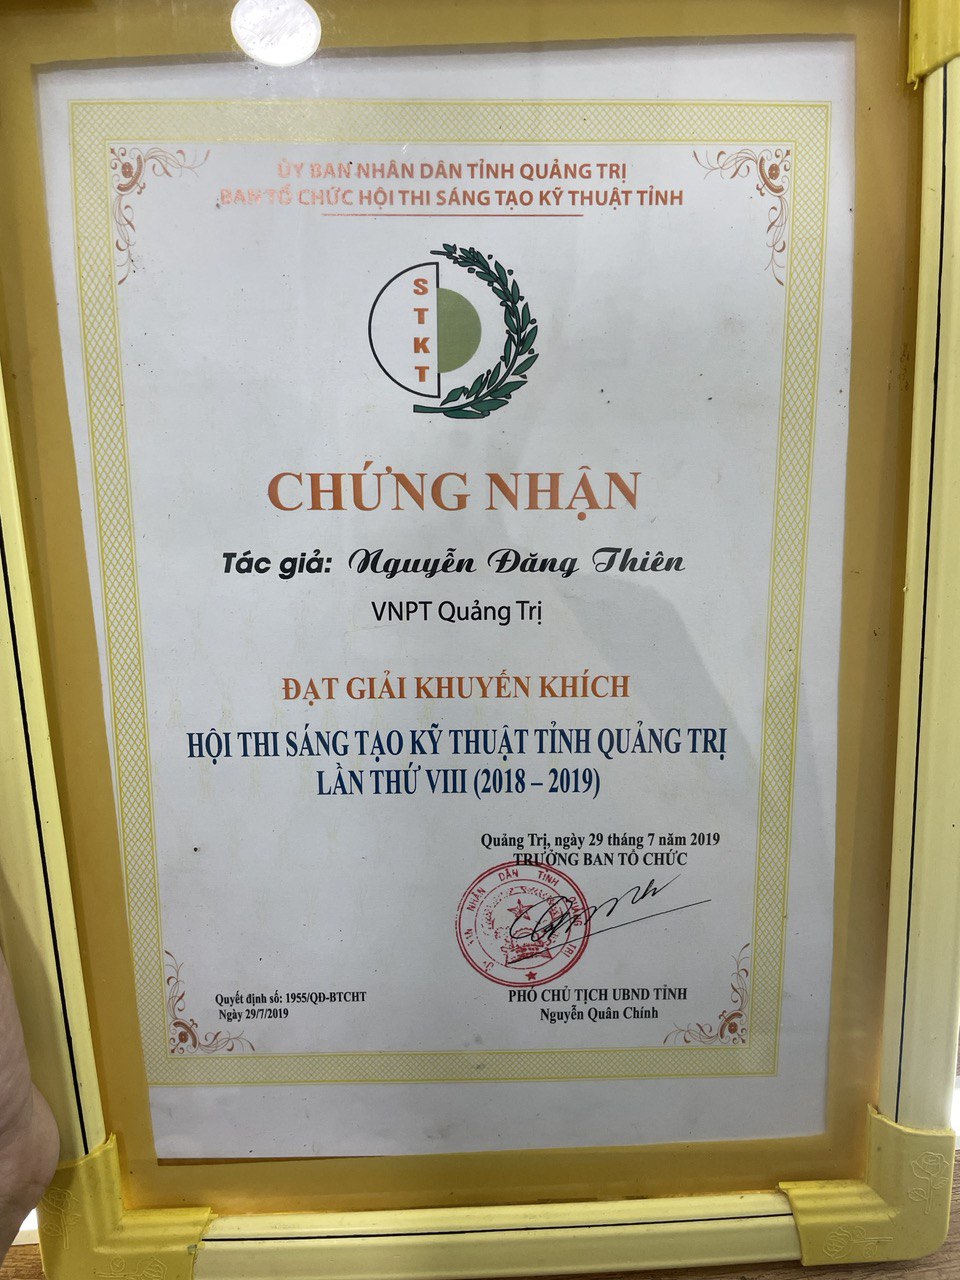 ỦY BAN NHÂN DÂN TỈNH QUẢNG TRỊ
BAN TỔ CHỨC HỘI THI SÁNG TẠO KỸ THUẬT TỈNH
S
T
K
T
CHỨNG NHẬN
Tác giả: Nguyễn Đăng Thiên
VNPT Quảng Trị
ĐẠT GIẢI KHUYẾN KHÍCH
HỘI THI SÁNG TẠO KỸ THUẬT TỈNH QUẢNG TRỊ
LẦN THỨ VIII (2018 – 2019)
Quảng Trị, ngày 29 tháng 7 năm 2019
TRƯỞNG BAN TỔ CHỨC
NHÂN DÂN TỈNH QUẢNG TRỊ
PHÓ CHỦ TỊCH UBND TỈNH
Nguyễn Quân Chính
Quyết định số: 1955/QĐ-BTCHT
Ngày 29/7/2019